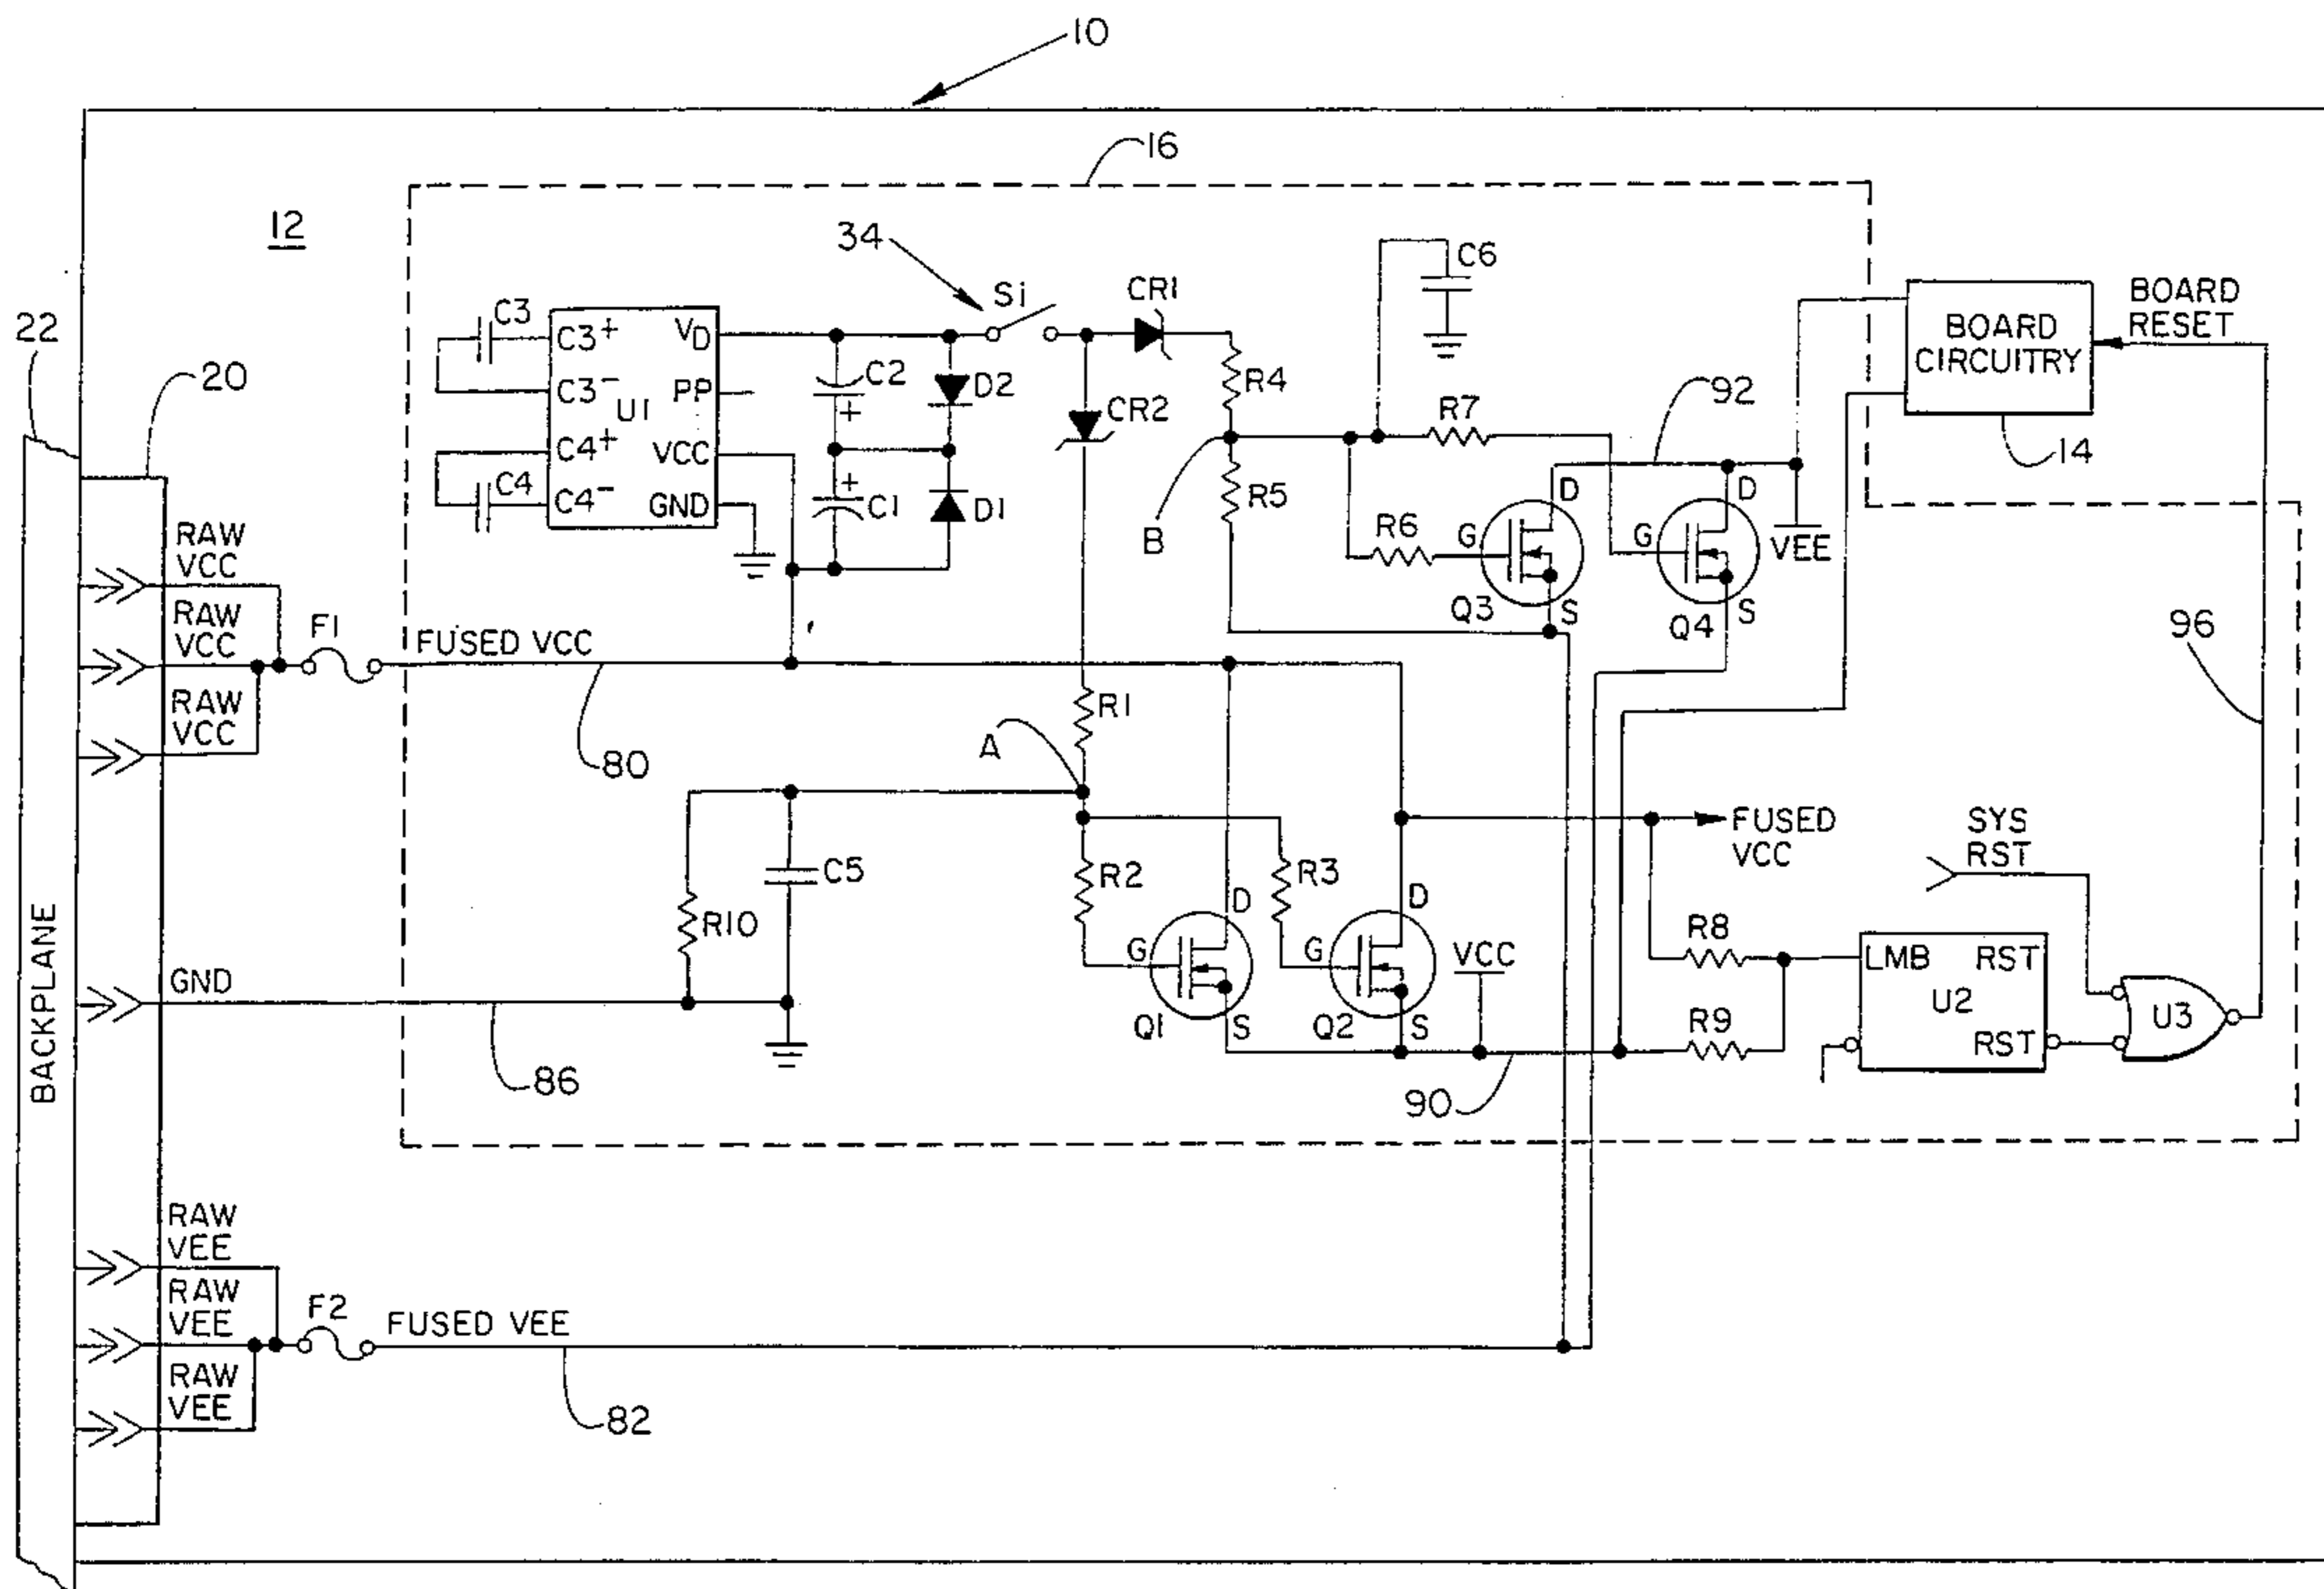 10
16
12
34
Si
C6
CR1
BOARD
RESET
22
C3
C3+
VD
BOARD
CIRCUITRY
20
C3-
U1
PP
C2
D2
+
CR2
R4
R7
92
14
C4+
VCC
+
C4
C4-
GND
C1
D1
B
R5
R6
G
D
Q3
S
G
D
VEE
Q4
S
96
RAW
VCC
RAW
VCC
F1
FUSED VCC
RAW
VCC
80
R1
A
FUSED
VCC
SYS
RST
C5
R10
R2
R3
D
G
Q1
S
D
G
Q2
S
VCC
R8
LMB
RST
U2
RST
R9
U3
BACKPLANE
GND
86
90
RAW
VEE
RAW
VEE
F2
FUSED VEE
RAW
VEE
82